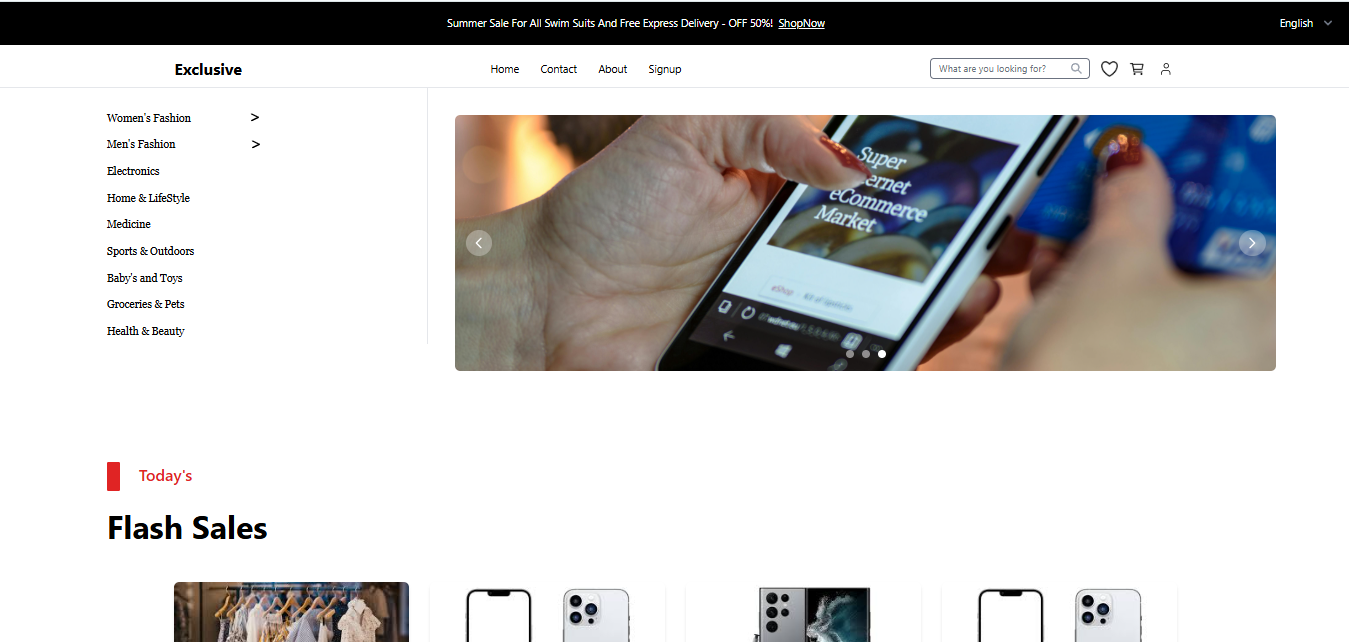 Summer Sale For All Swim Suits And Free Express Delivery - OFF 50%! ShopNow
English
Exclusive
Home
Contact
About
Signup
What are you looking for?
Women's Fashion >
Men's Fashion >
Electronics
Home & LifeStyle
Medicine
Sports & Outdoors
Baby's and Toys
Groceries & Pets
Health & Beauty
Super
ernet
eCommerce
Market
eShop
Today's
Flash Sales